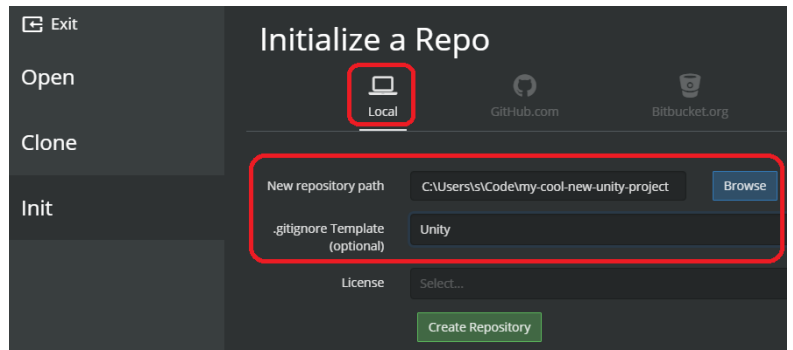 Exit
Open
Clone
Init
Initialize a Repo
Local
GitHub.com
Bitbucket.org
New repository path
C:\Users\s\Code\my-cool-new-unity-project
Browse
.gitignore Template
(optional)
Unity
License
Select...
Create Repository